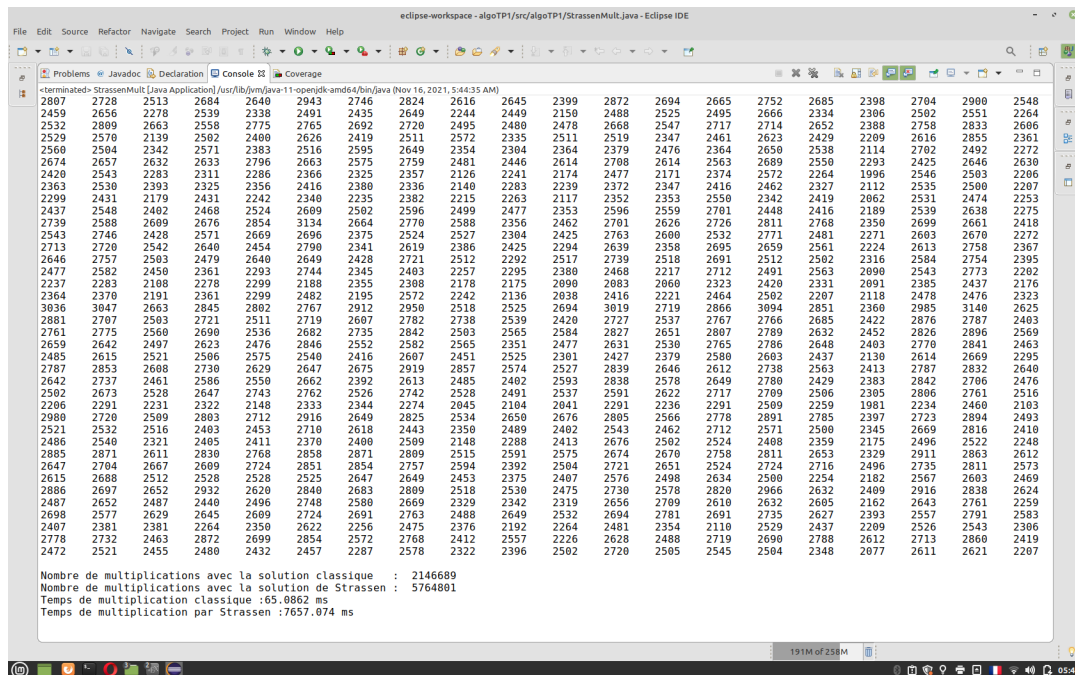 eclipse-workspace - algoTP1/src/algoTP1/StrassenMult.java - Eclipse IDE
File Edit Source Refactor Navigate Search Project Run Window Help
Problems @ Javadoc Declaration Console Coverage
<terminated> StrassenMult [Java Application] /usr/lib/jvm/java-11-openjdk-amd64/bin/java (Nov 16, 2021, 5:44:35 AM)
2807 2728 2513 2684 2640 2943 2746 2824 2616 2645 2399 2872 2694 2665 2752 2685 2398 2704 2900 2548
2459 2656 2278 2539 2338 2491 2435 2649 2244 2449 2150 2488 2525 2495 2666 2334 2306 2502 2551 2264
2532 2809 2663 2558 2775 2765 2692 2720 2495 2480 2478 2668 2547 2717 2714 2652 2388 2758 2833 2606
2529 2570 2139 2502 2400 2626 2419 2511 2572 2335 2511 2519 2347 2461 2623 2429 2209 2616 2855 2361
2560 2504 2342 2571 2383 2516 2595 2649 2354 2304 2364 2379 2476 2364 2650 2538 2114 2702 2492 2272
2674 2657 2632 2633 2796 2663 2575 2759 2481 2446 2614 2708 2614 2563 2689 2550 2293 2425 2646 2630
2420 2543 2283 2311 2286 2366 2325 2357 2126 2241 2174 2477 2171 2374 2572 2264 1996 2546 2503 2206
2363 2530 2393 2325 2356 2416 2380 2336 2140 2283 2239 2372 2347 2416 2462 2327 2112 2535 2500 2207
2299 2431 2179 2431 2242 2340 2235 2382 2215 2263 2117 2352 2353 2550 2342 2419 2062 2531 2474 2253
2437 2548 2402 2468 2524 2609 2502 2596 2499 2477 2353 2596 2559 2701 2448 2416 2189 2539 2638 2275
2739 2588 2609 2676 2854 3134 2664 2770 2588 2356 2462 2701 2626 2726 2811 2768 2350 2699 2661 2418
2543 2746 2428 2571 2669 2696 2375 2524 2527 2304 2425 2763 2600 2532 2771 2481 2271 2603 2670 2272
2713 2720 2542 2640 2454 2790 2341 2619 2386 2425 2294 2639 2358 2695 2659 2561 2224 2613 2758 2367
2646 2757 2503 2479 2640 2649 2428 2721 2512 2292 2517 2739 2518 2691 2512 2502 2316 2584 2754 2395
2477 2582 2450 2361 2293 2744 2345 2403 2257 2295 2380 2468 2217 2712 2491 2563 2090 2543 2773 2202
2237 2283 2108 2278 2299 2188 2355 2308 2178 2175 2090 2083 2060 2323 2420 2331 2091 2385 2437 2176
2364 2370 2191 2361 2299 2482 2195 2572 2242 2136 2038 2416 2221 2464 2502 2207 2118 2478 2476 2323
3036 3047 2663 2845 2802 2767 2912 2950 2518 2525 2694 3019 2719 2866 3094 2851 2360 2985 3140 2625
2881 2707 2503 2721 2511 2719 2607 2782 2738 2539 2420 2727 2537 2767 2766 2685 2422 2876 2787 2403
2761 2775 2560 2690 2536 2682 2735 2842 2503 2565 2584 2827 2651 2807 2789 2632 2452 2826 2896 2569
2659 2642 2497 2623 2476 2846 2552 2582 2565 2351 2477 2631 2530 2765 2786 2648 2403 2770 2841 2463
2485 2615 2521 2506 2575 2540 2416 2607 2451 2525 2301 2427 2379 2580 2603 2437 2130 2614 2669 2295
2787 2853 2608 2730 2629 2647 2675 2919 2857 2574 2527 2839 2646 2612 2738 2563 2413 2787 2832 2640
2642 2737 2461 2586 2550 2662 2392 2613 2485 2402 2593 2838 2578 2649 2780 2429 2383 2842 2706 2476
2502 2673 2528 2647 2743 2762 2526 2742 2528 2491 2537 2591 2622 2717 2709 2506 2305 2806 2761 2516
2206 2291 2231 2322 2148 2333 2344 2274 2045 2104 2041 2291 2236 2291 2509 2259 1981 2234 2460 2103
2980 2720 2509 2803 2712 2916 2649 2825 2534 2650 2676 2805 2566 2778 2891 2785 2397 2723 2894 2493
2521 2532 2516 2403 2453 2710 2618 2443 2350 2489 2402 2543 2462 2712 2571 2500 2345 2669 2816 2410
2486 2540 2321 2405 2411 2370 2400 2509 2148 2288 2413 2676 2502 2524 2408 2359 2175 2496 2522 2248
2885 2871 2611 2830 2768 2858 2871 2809 2515 2591 2575 2674 2670 2758 2811 2653 2329 2911 2863 2612
2647 2704 2667 2609 2724 2851 2854 2757 2594 2392 2504 2721 2651 2524 2724 2716 2496 2735 2811 2573
2615 2688 2512 2528 2528 2525 2647 2649 2453 2375 2407 2576 2498 2634 2500 2254 2182 2567 2603 2469
2886 2697 2652 2932 2620 2840 2683 2809 2518 2530 2475 2730 2578 2820 2966 2632 2409 2916 2838 2624
2487 2652 2487 2440 2496 2748 2580 2669 2329 2342 2319 2656 2709 2610 2632 2605 2162 2643 2761 2259
2698 2577 2629 2645 2609 2724 2691 2763 2488 2649 2532 2694 2781 2691 2735 2627 2393 2557 2791 2583
2407 2381 2381 2264 2350 2622 2256 2475 2376 2192 2264 2481 2354 2110 2529 2437 2209 2526 2543 2306
2778 2732 2463 2872 2699 2854 2572 2768 2412 2557 2226 2628 2488 2719 2690 2788 2612 2713 2860 2419
2472 2521 2455 2480 2432 2457 2287 2578 2322 2396 2502 2720 2505 2545 2504 2348 2077 2611 2621 2207
Nombre de multiplications avec la solution classique : 2146689
Nombre de multiplications avec la solution de Strassen : 5764801
Temps de multiplication classique :65.0862 ms
Temps de multiplication par Strassen :7657.074 ms
191M of 258M